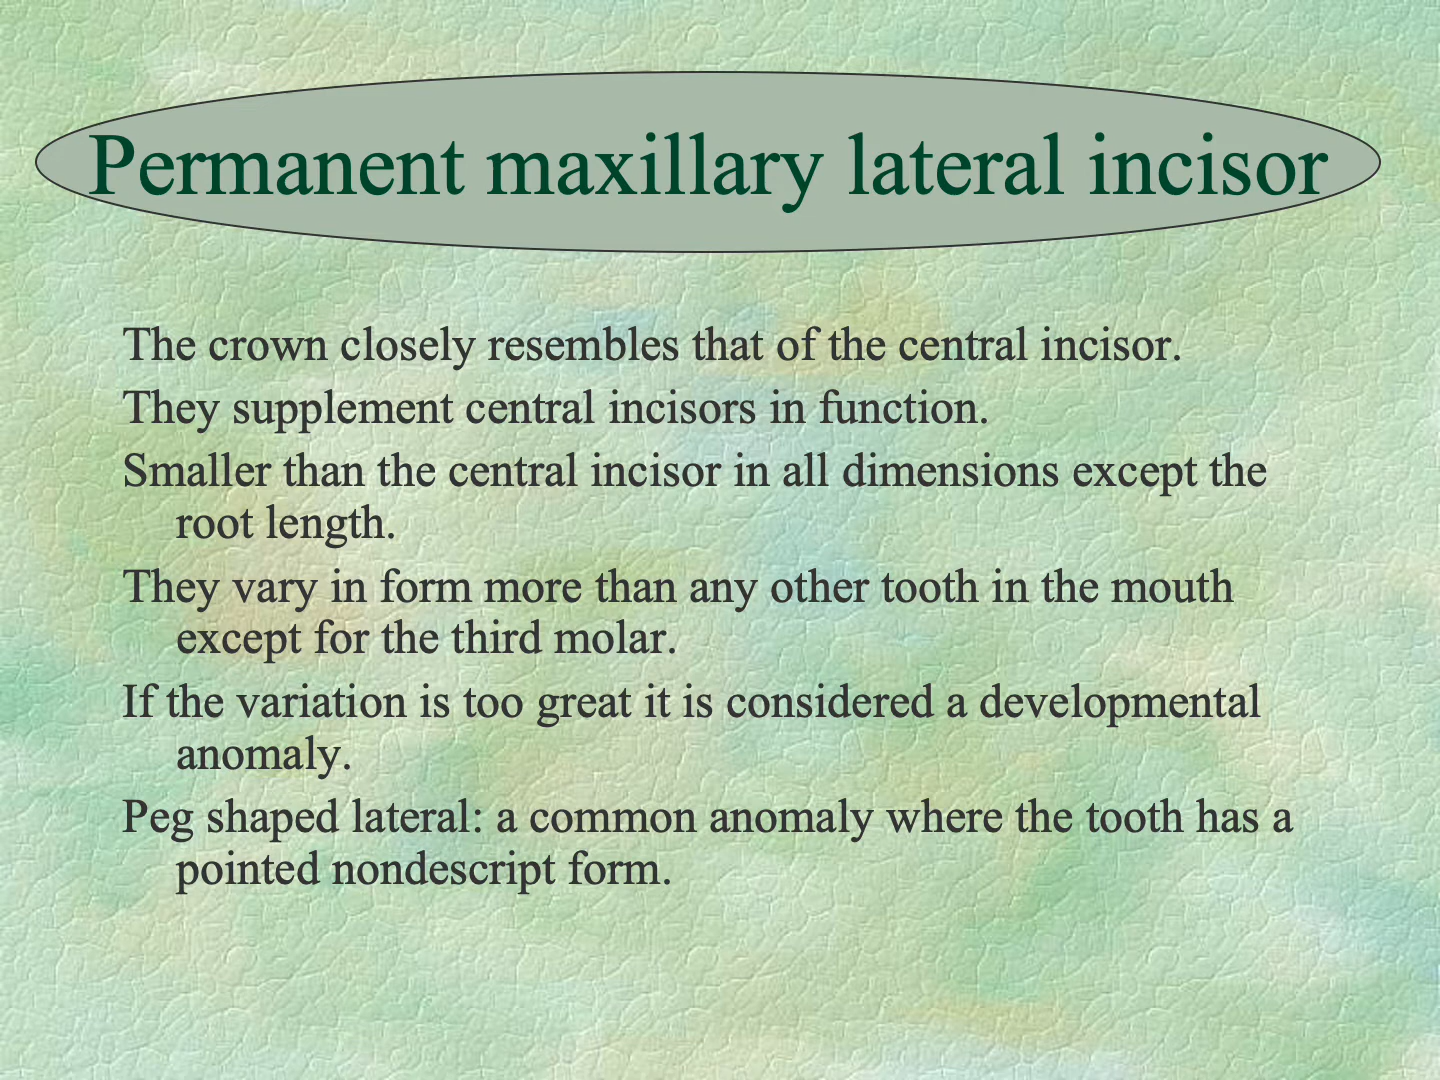 Permanent maxillary lateral incisor
The crown closely resembles that of the central incisor.
They supplement central incisors in function.
Smaller than the central incisor in all dimensions except the
root length.
They vary in form more than any other tooth in the mouth
except for the third molar.
If the variation is too great it is considered a developmental
anomaly.
Peg shaped lateral: a common anomaly where the tooth has a
pointed nondescript form.